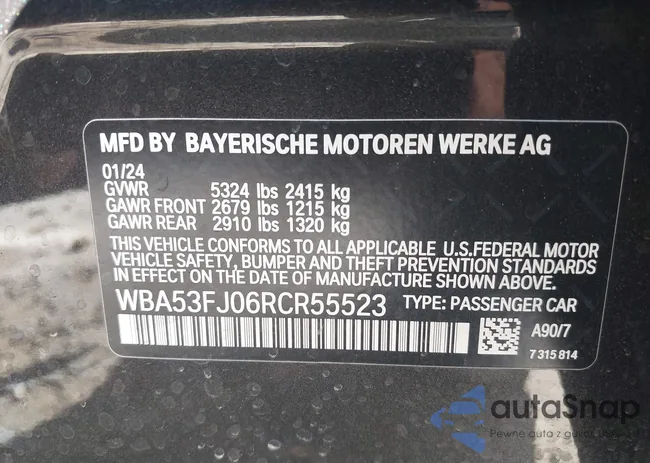 MFD BY BAYERISCHE MOTOREN WERKE AG
01/24
GVWR 5324 lbs 2415 kg
GAWR FRONT 2679 lbs 1215 kg
GAWR REAR 2910 lbs 1320 kg
THIS VEHICLE CONFORMS TO ALL APPLICABLE U.S.FEDERAL MOTOR
VEHICLE SAFETY, BUMPER AND THEFT PREVENTION STANDARDS
IN EFFECT ON THE DATE OF MANUFACTURE SHOWN ABOVE.
WBA53FJ06RCR55523 TYPE: PASSENGER CAR
A90/7
7 315 814
autaSnap
Pewne auta z